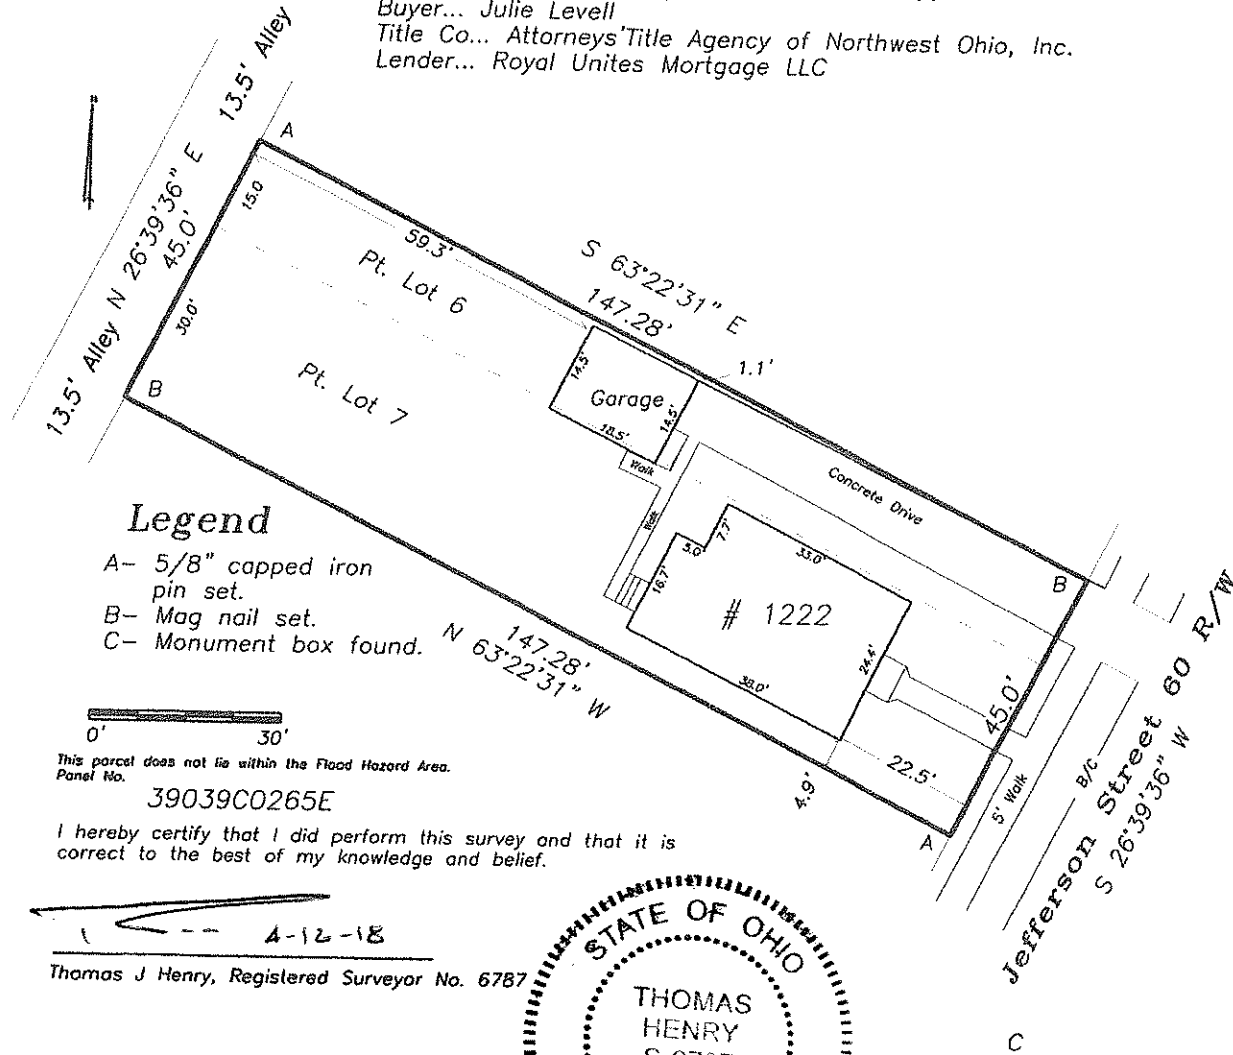 Buyer... Julie Levell
Title Co... Attorneys'Title Agency of Northwest Ohio, Inc.
Lender... Royal Unites Mortgage LLC
13.5' Alley
N 26°39'36" E
45.0'
13.5' Alley
A
15.0
30.0'
B
59.3'
Pt. Lot 6
Pt. Lot 7
S 63°22'31" E
147.28'
1.1'
14.5'
Garage
14.5'
18.5'
Walk
Walk
Concrete Drive
5.0'
7.7'
33.0'
16.7'
# 1222
38.0'
24.4'
B
45.0'
22.5'
4.9'
A
5' Walk
B/C
Jefferson Street 60 R/W
S 26°39'36" W
C
147.28'
N 63°22'31" W
Legend
A- 5/8" capped iron
pin set.
B- Mag nail set.
C- Monument box found.
0' 30'
This parcel does not lie within the Flood Hazard Area.
Panel No.
39039C0265E
I hereby certify that I did perform this survey and that it is
correct to the best of my knowledge and belief.
4-12-18
Thomas J Henry, Registered Surveyor No. 6787
STATE OF OHIO
THOMAS
HENRY